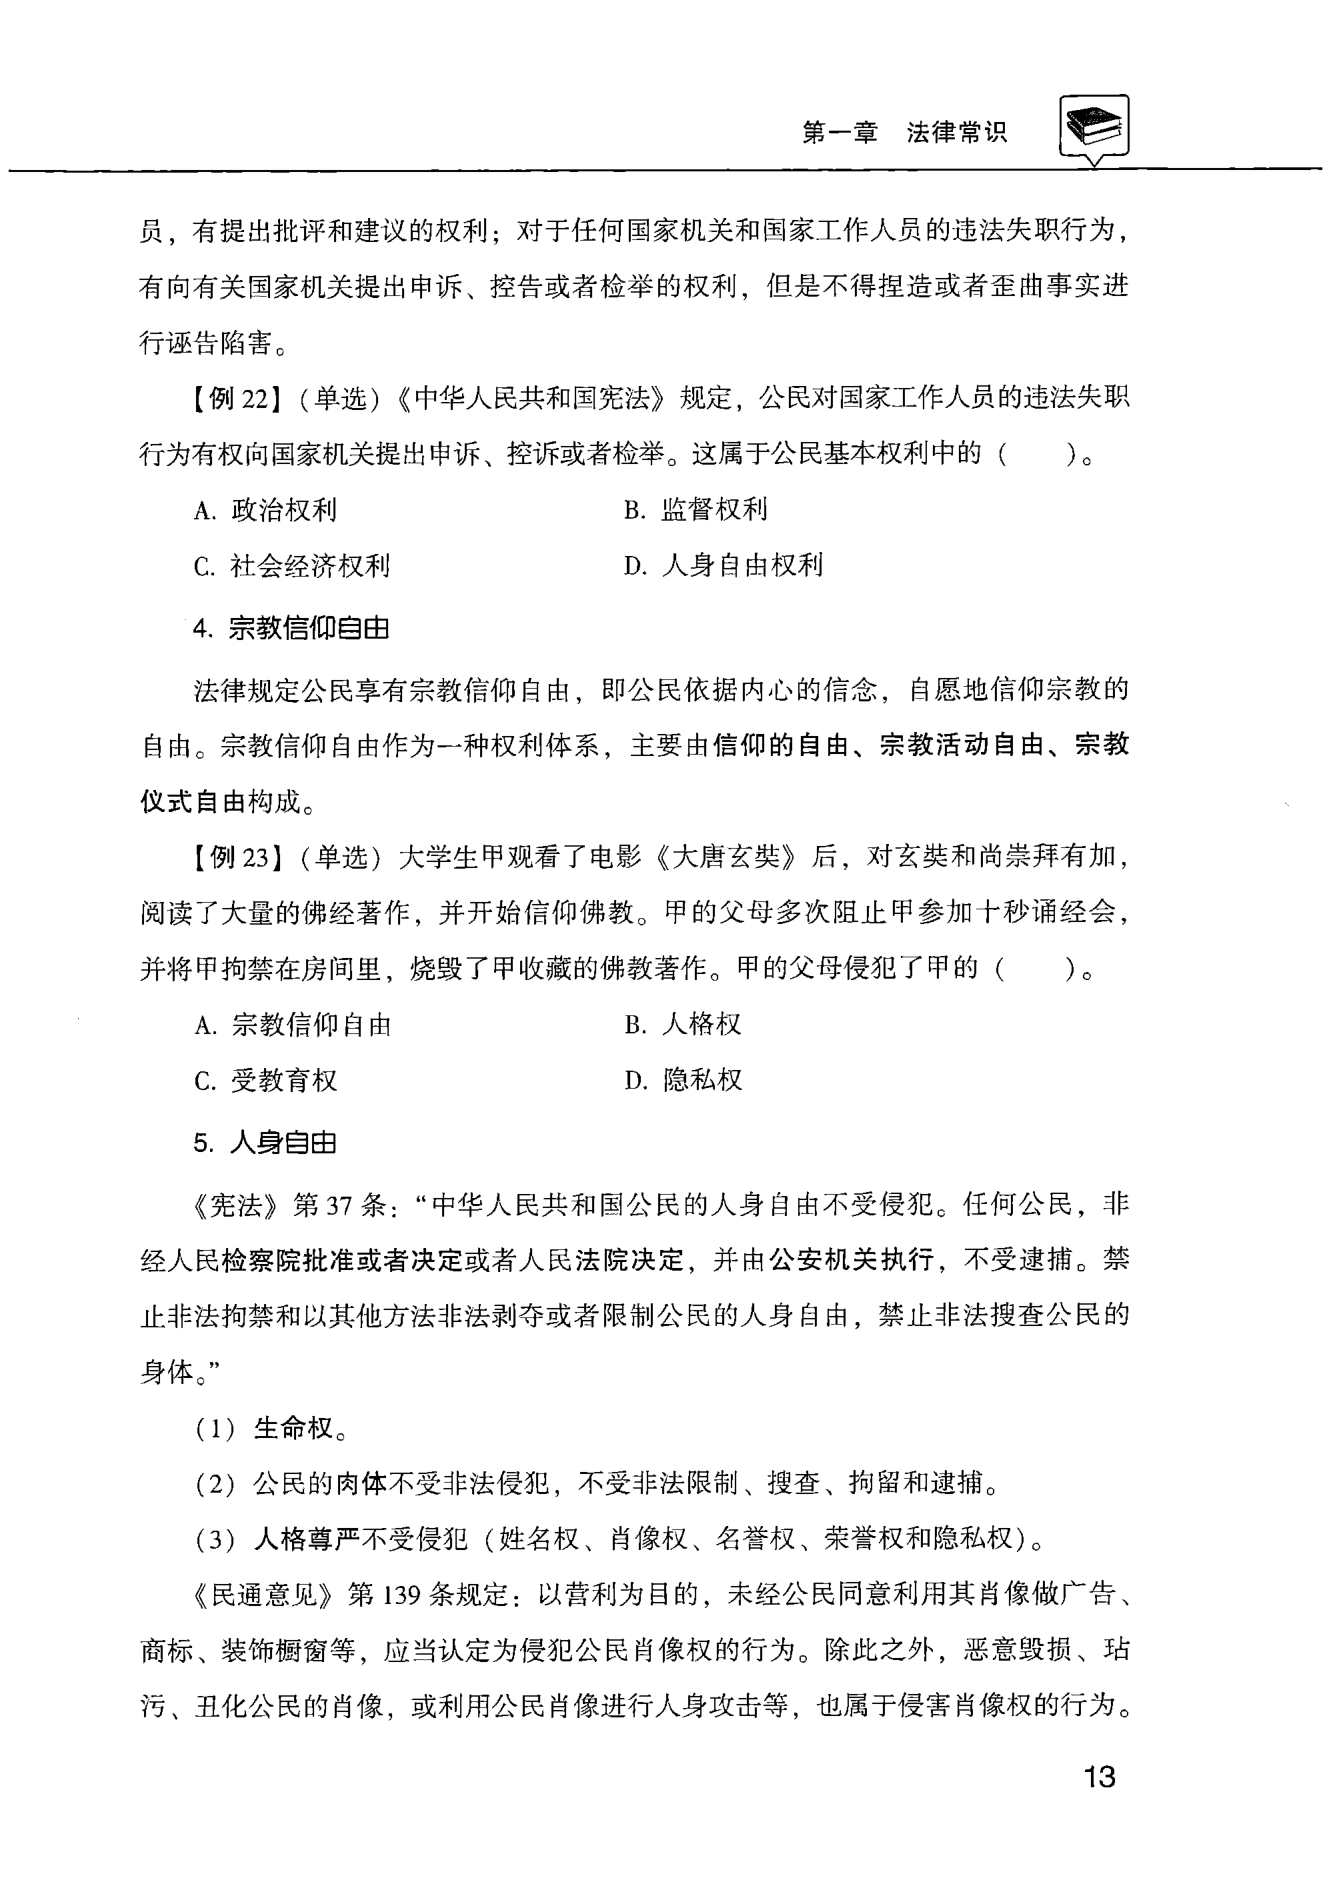 第一章 法律常识
员，有提出批评和建议的权利；对于任何国家机关和国家工作人员的违法失职行为，
有向有关国家机关提出申诉、控告或者检举的权利，但是不得捏造或者歪曲事实进
行诬告陷害。
【例 22】（单选）《中华人民共和国宪法》规定，公民对国家工作人员的违法失职
行为有权向国家机关提出申诉、控诉或者检举。这属于公民基本权利中的（　　）。
A. 政治权利　　B. 监督权利
C. 社会经济权利　　D. 人身自由权利
4. 宗教信仰自由
法律规定公民享有宗教信仰自由，即公民依据内心的信念，自愿地信仰宗教的
自由。宗教信仰自由作为一种权利体系，主要由信仰的自由、宗教活动自由、宗教
仪式自由构成。
【例 23】（单选）大学生甲观看了电影《大唐玄奘》后，对玄奘和尚崇拜有加，
阅读了大量的佛经著作，并开始信仰佛教。甲的父母多次阻止甲参加十秒诵经会，
并将甲拘禁在房间里，烧毁了甲收藏的佛教著作。甲的父母侵犯了甲的（　　）。
A. 宗教信仰自由　　B. 人格权
C. 受教育权　　D. 隐私权
5. 人身自由
《宪法》第 37 条：“中华人民共和国公民的人身自由不受侵犯。任何公民，非
经人民检察院批准或者决定或者人民法院决定，并由公安机关执行，不受逮捕。禁
止非法拘禁和以其他方法非法剥夺或者限制公民的人身自由，禁止非法搜查公民的
身体。”
（1）生命权。
（2）公民的肉体不受非法侵犯，不受非法限制、搜查、拘留和逮捕。
（3）人格尊严不受侵犯（姓名权、肖像权、名誉权、荣誉权和隐私权）。
《民通意见》第 139 条规定：以营利为目的，未经公民同意利用其肖像做广告、
商标、装饰橱窗等，应当认定为侵犯公民肖像权的行为。除此之外，恶意毁损、玷
污、丑化公民的肖像，或利用公民肖像进行人身攻击等，也属于侵害肖像权的行为。
13